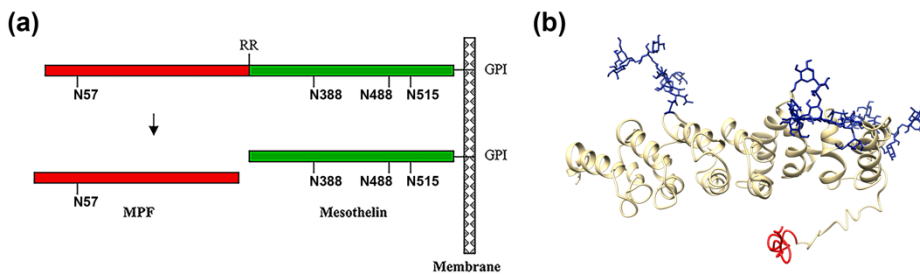 (a)
RR
GPI
N57
N388 N488 N515
GPI
N57
N388 N488 N515
MPF
Mesothelin
Membrane
(b)